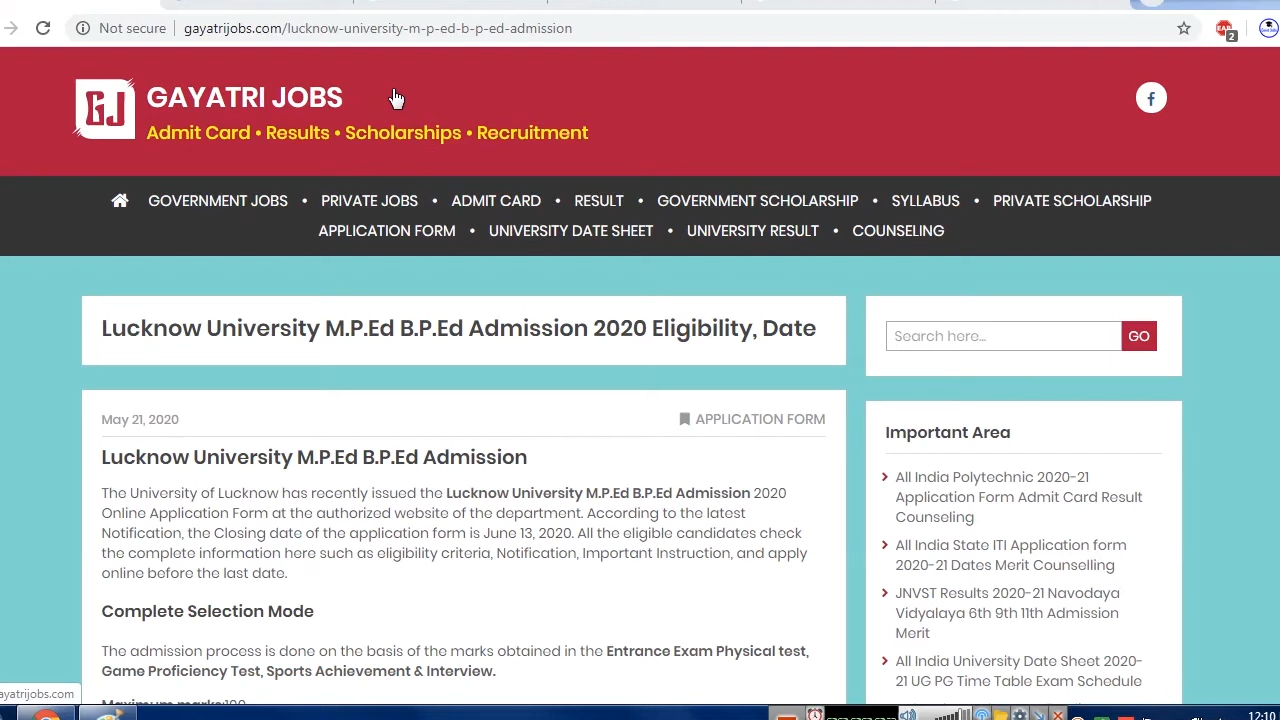 Not secure
gayatrijobs.com/lucknow-university-m-p-ed-b-p-ed-admission
2
GJ
GAYATRI JOBS
Admit Card • Results • Scholarships • Recruitment
GOVERNMENT JOBS • PRIVATE JOBS • ADMIT CARD • RESULT • GOVERNMENT SCHOLARSHIP • SYLLABUS • PRIVATE SCHOLARSHIP
APPLICATION FORM • UNIVERSITY DATE SHEET • UNIVERSITY RESULT • COUNSELING
Lucknow University M.P.Ed B.P.Ed Admission 2020 Eligibility, Date
May 21, 2020
APPLICATION FORM
Lucknow University M.P.Ed B.P.Ed Admission
The University of Lucknow has recently issued the Lucknow University M.P.Ed B.P.Ed Admission 2020
Online Application Form at the authorized website of the department. According to the latest
Notification, the Closing date of the application form is June 13, 2020. All the eligible candidates check
the complete information here such as eligibility criteria, Notification, Important Instruction, and apply
online before the last date.
Complete Selection Mode
The admission process is done on the basis of the marks obtained in the Entrance Exam Physical test,
Game Proficiency Test, Sports Achievement & Interview.
Maximum marks:100
Search here...
GO
Important Area
All India Polytechnic 2020-21
Application Form Admit Card Result
Counseling
All India State ITI Application form
2020-21 Dates Merit Counselling
JNVST Results 2020-21 Navodaya
Vidyalaya 6th 9th 11th Admission
Merit
All India University Date Sheet 2020-
21 UG PG Time Table Exam Schedule
ayatrijobs.com
12:10